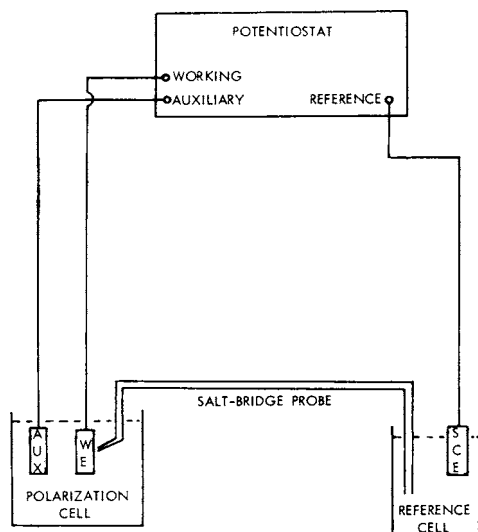 POTENTIOSTAT
WORKING
AUXILIARY
REFERENCE
SALT-BRIDGE PROBE
AUX
WE
SCE
POLARIZATION
CELL
REFERENCE
CELL